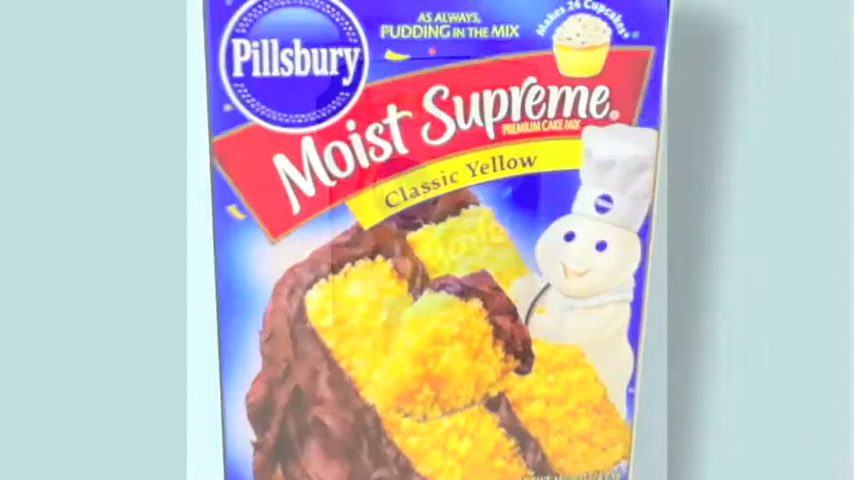 Pillsbury
AS ALWAYS,
PUDDING IN THE MIX
Makes 24 Cupcakes*
Moist Supreme®
PREMIUM CAKE MIX
Classic Yellow